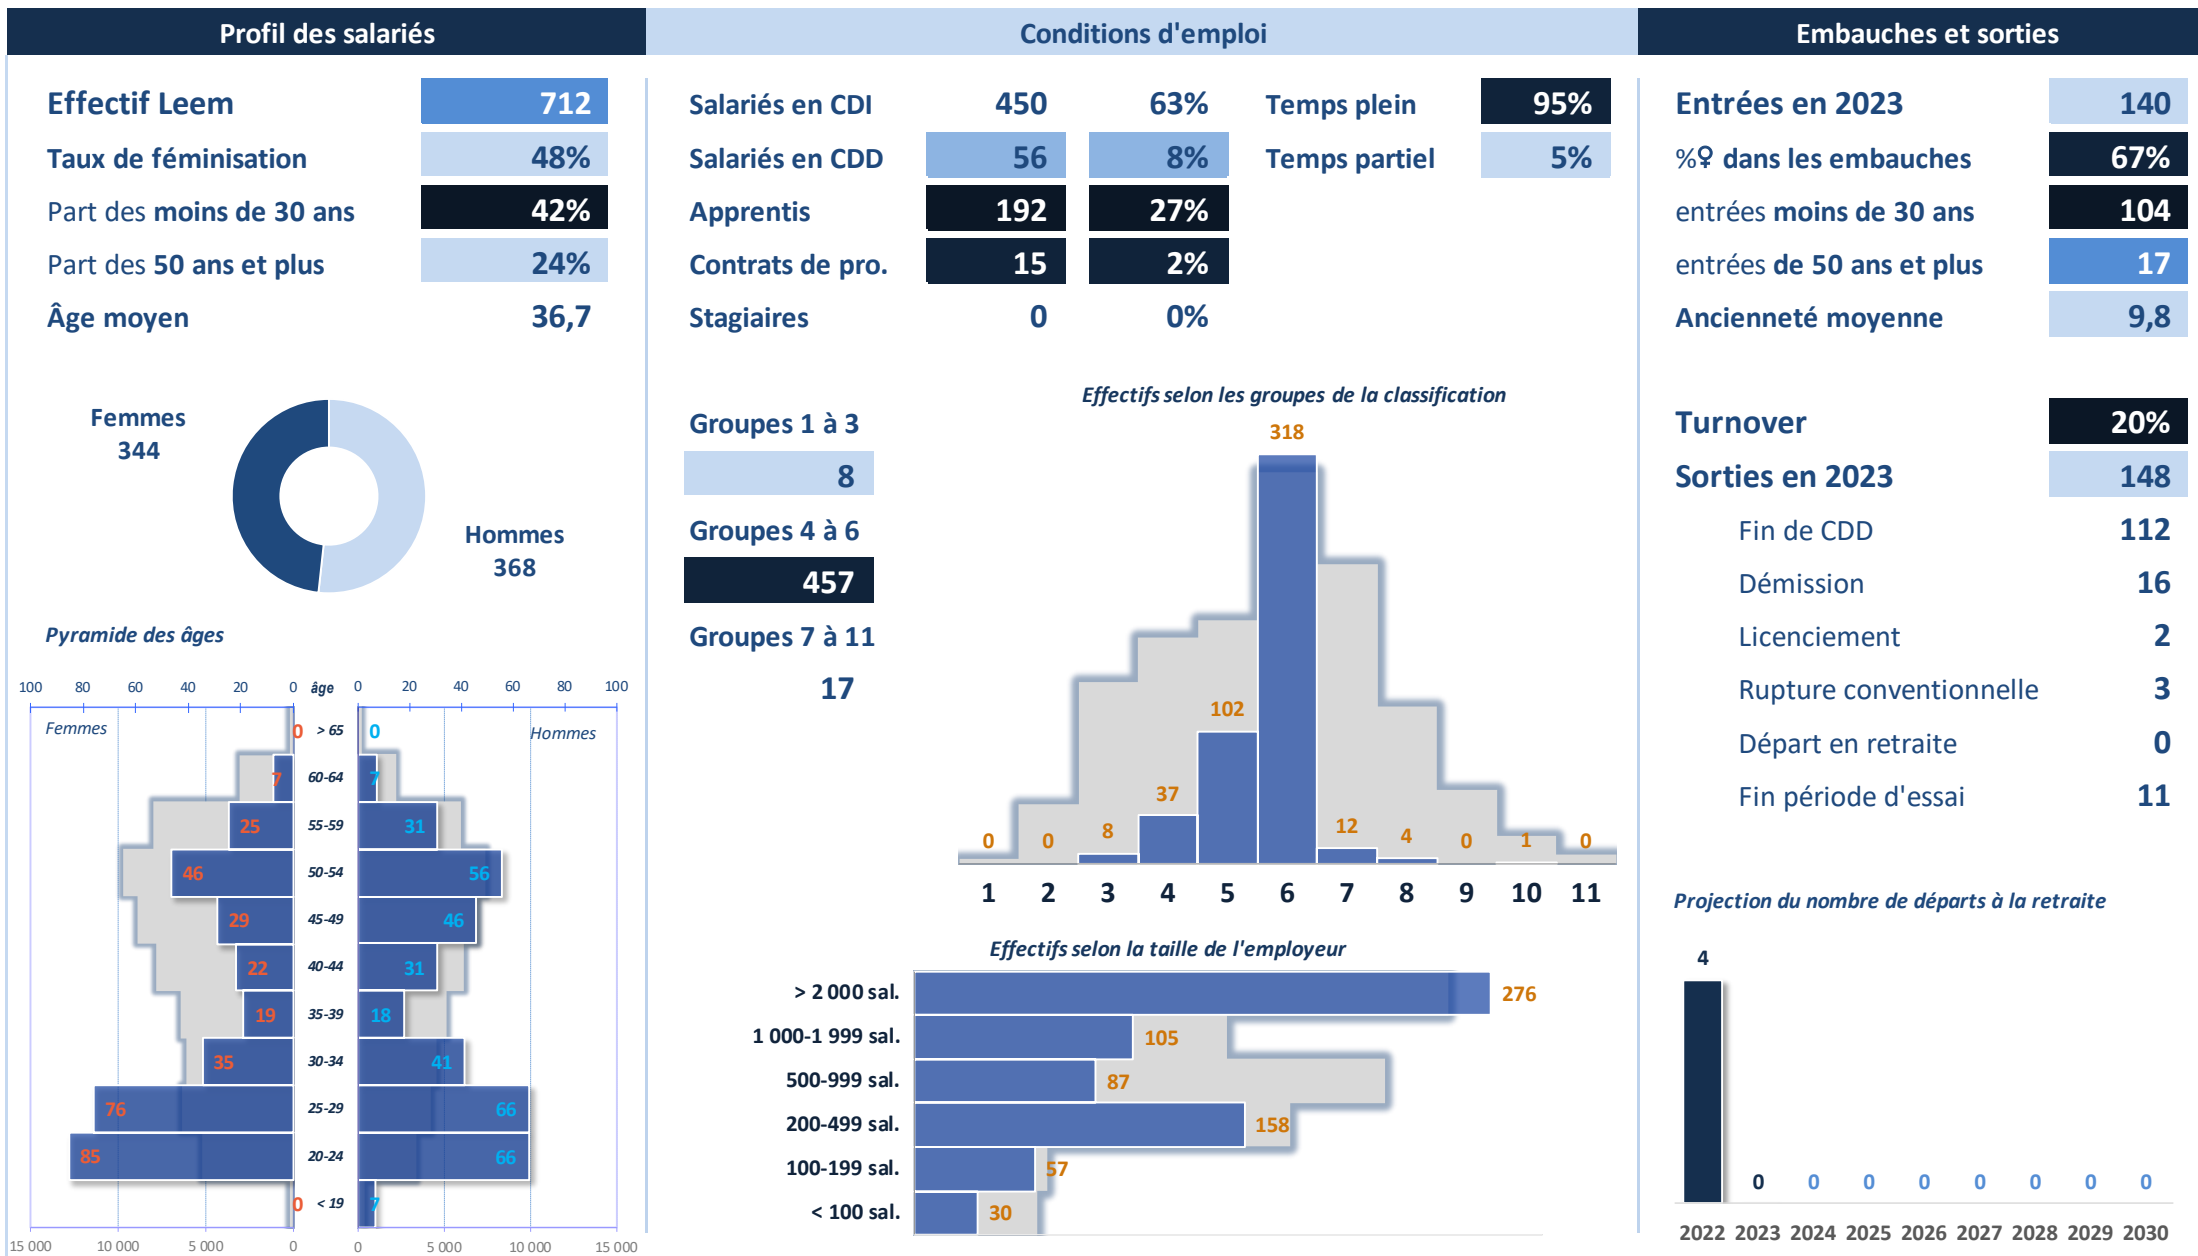 Profil des salariés
Effectif Leem 712
Taux de féminisation 48%
Part des moins de 30 ans 42%
Part des 50 ans et plus 24%
Âge moyen 36,7
Femmes
344
Hommes
368
Pyramide des âges
100 80 60 40 20 0 âge 0 20 40 60 80 100
Femmes Hommes
0 > 65 0
7 60-64 7
25 55-59 31
46 50-54 56
29 45-49 46
22 40-44 31
19 35-39 18
35 30-34 41
76 25-29 66
85 20-24 66
0 < 19 7
15 000 10 000 5 000 0 0 5 000 10 000 15 000
Conditions d'emploi
Salariés en CDI 450 63% Temps plein 95%
Salariés en CDD 56 8% Temps partiel 5%
Apprentis 192 27%
Contrats de pro. 15 2%
Stagiaires 0 0%
Groupes 1 à 3
8
Groupes 4 à 6
457
Groupes 7 à 11
17
Effectifs selon les groupes de la classification
0 0 8 37 102 318 12 4 0 1 0
1 2 3 4 5 6 7 8 9 10 11
Effectifs selon la taille de l'employeur
> 2 000 sal. 276
1 000-1 999 sal. 105
500-999 sal. 87
200-499 sal. 158
100-199 sal. 57
< 100 sal. 30
Embauches et sorties
Entrées en 2023 140
%♀ dans les embauches 67%
entrées moins de 30 ans 104
entrées de 50 ans et plus 17
Ancienneté moyenne 9,8
Turnover 20%
Sorties en 2023 148
Fin de CDD 112
Démission 16
Licenciement 2
Rupture conventionnelle 3
Départ en retraite 0
Fin période d'essai 11
Projection du nombre de départs à la retraite
4 0 0 0 0 0 0 0 0
2022 2023 2024 2025 2026 2027 2028 2029 2030